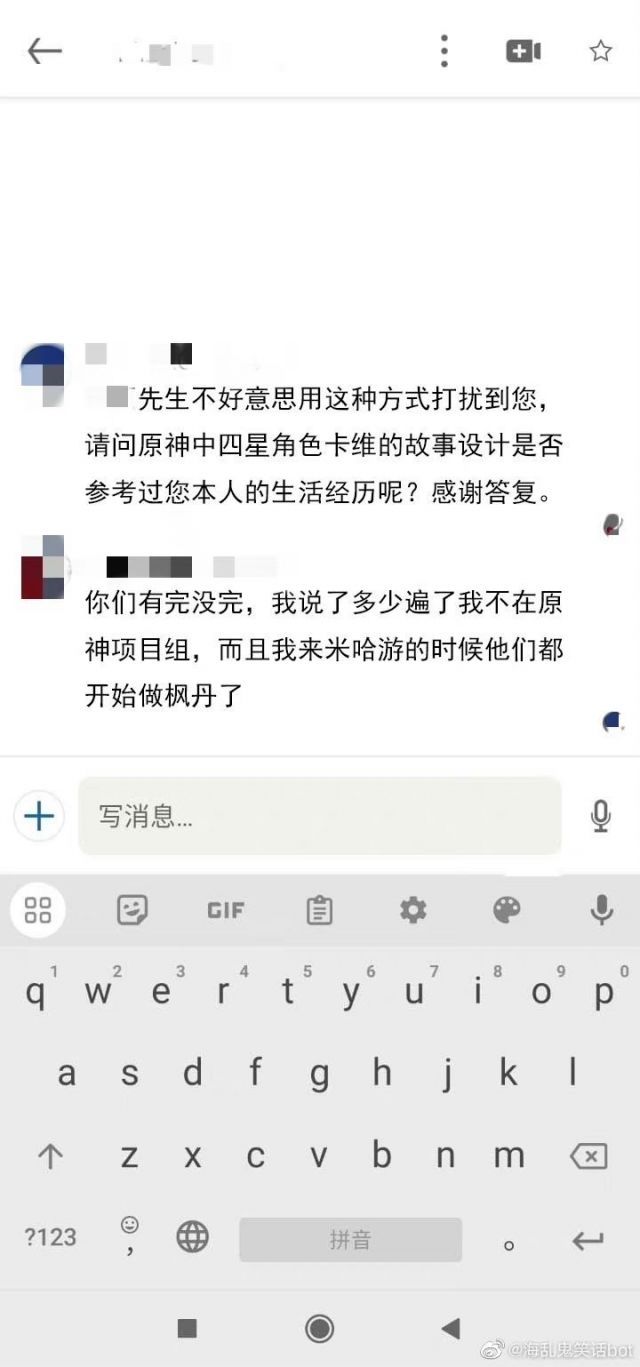 先生不好意思用这种方式打扰到您，
请问原神中四星角色卡维的故事设计是否
参考过您本人的生活经历呢？感谢答复。
你们有完没完，我说了多少遍了我不在原
神项目组，而且我来米哈游的时候他们都
开始做枫丹了
写消息...
GIF
1 2 3 4 5 6 7 8 9 0
q w e r t y u i o p
a s d f g h j k l
z x c v b n m
?123 , 拼音 。
@海乱鬼笑话bot